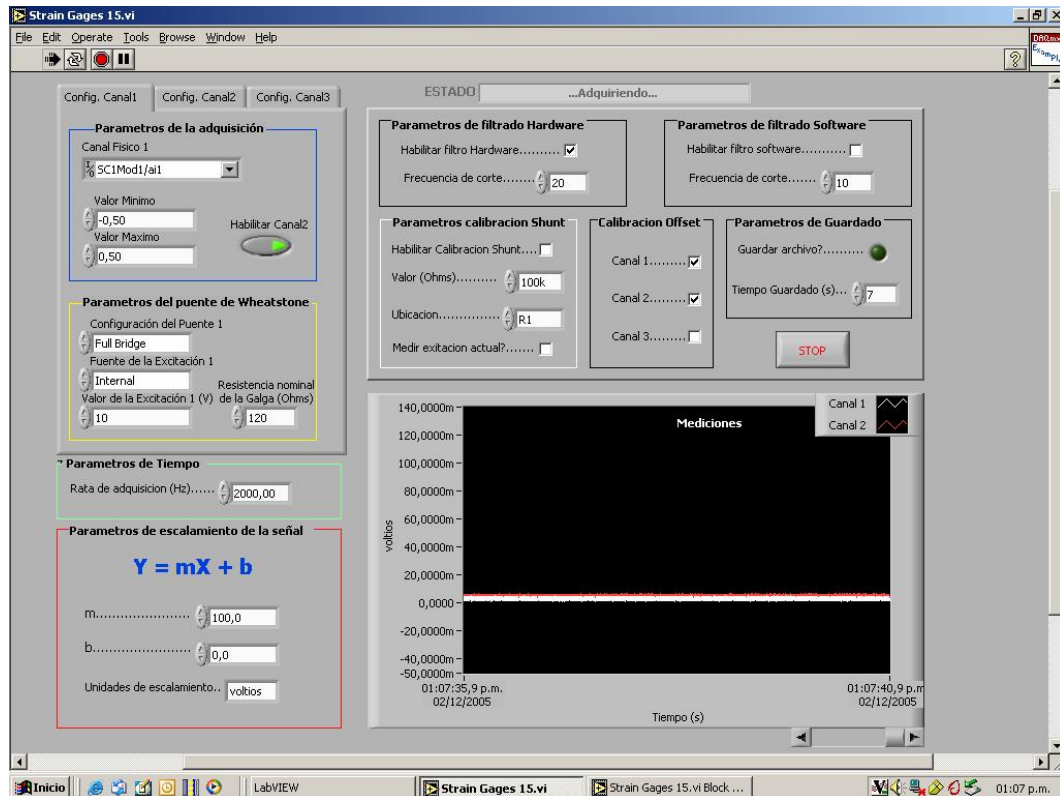 Strain Gages 15.vi
File Edit Operate Tools Browse Window Help
DAQmx
Exampl
Config. Canal1 Config. Canal2 Config. Canal3
Parametros de la adquisición
Canal Fisico 1
SC1Mod1/ai1
Valor Minimo
-0,50
Habilitar Canal2
Valor Maximo
0,50
Parametros del puente de Wheatstone
Configuración del Puente 1
Full Bridge
Fuente de la Excitación 1
Internal
Resistencia nominal
Valor de la Excitación 1 (V) de la Galga (Ohms)
10 120
Parametros de Tiempo
Rata de adquisicion (Hz)...... 2000,00
Parametros de escalamiento de la señal
Y = mX + b
m...................... 100,0
b....................... 0,0
Unidades de escalamiento.. voltios
ESTADO ...Adquiriendo...
Parametros de filtrado Hardware
Habilitar filtro Hardware..........
Frecuencia de corte....... 20
Parametros de filtrado Software
Habilitar filtro software..........
Frecuencia de corte....... 10
Parametros calibracion Shunt
Habilitar Calibracion Shunt....
Valor (Ohms).......... 100k
Ubicacion............... R1
Medir exitacion actual?.......
Calibracion Offset
Canal 1.........
Canal 2.........
Canal 3.........
Parametros de Guardado
Guardar archivo?..........
Tiempo Guardado (s)... 7
STOP
Mediciones
Canal 1
Canal 2
voltios
140,0000m
120,0000m
100,0000m
80,0000m
60,0000m
40,0000m
20,0000m
0,0000
-20,0000m
-40,0000m
-50,0000m
01:07:35,9 p.m.
02/12/2005
01:07:40,9 p.m
02/12/2005
Tiempo (s)
Inicio LabVIEW Strain Gages 15.vi Strain Gages 15.vi Block ... 01:07 p.m.